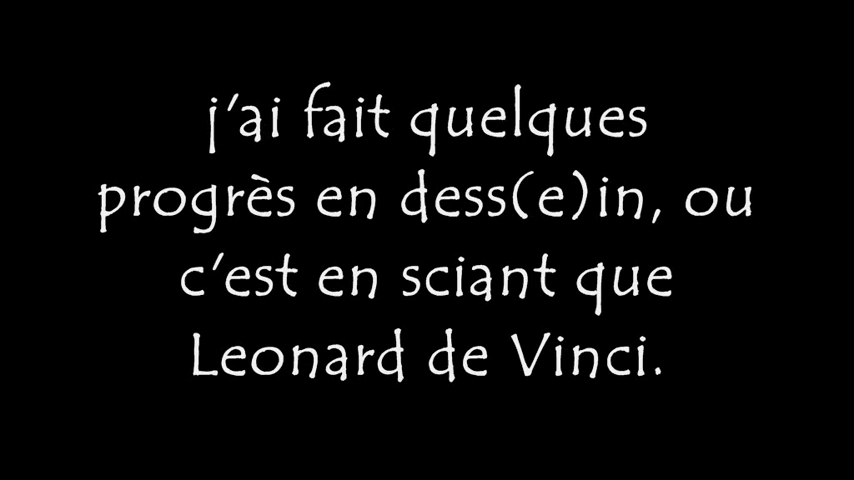 j'ai fait quelques
progrès en dess(e)in, ou
c'est en sciant que
Leonard de Vinci.